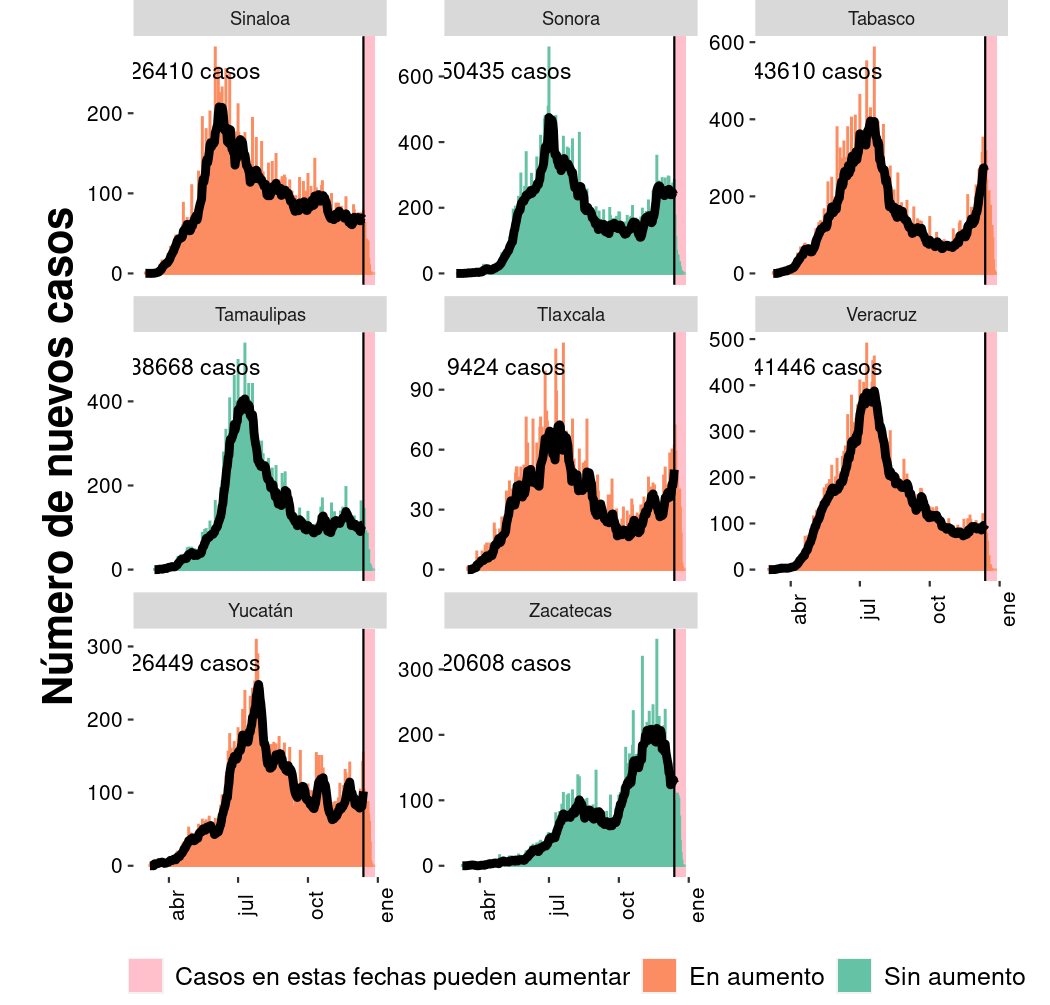 Número de nuevos casos
Sinaloa
Sonora
Tabasco
26410 casos
50435 casos
43610 casos
200
100
0
600
400
200
0
600
400
200
0
Tamaulipas
Tlaxcala
Veracruz
38668 casos
9424 casos
41446 casos
400
200
0
90
60
30
0
500
400
300
200
100
0
abr
jul
oct
ene
Yucatán
Zacatecas
26449 casos
20608 casos
300
200
100
0
300
200
100
0
abr
jul
oct
ene
abr
jul
oct
ene
Casos en estas fechas pueden aumentar
En aumento
Sin aumento